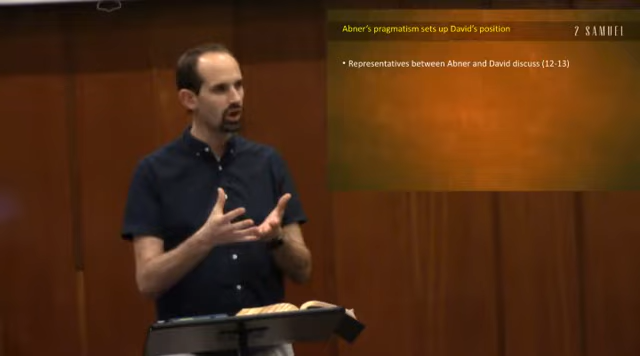 Abner's pragmatism sets up David's position
2 SAMUEL
• Representatives between Abner and David discuss (12-13)